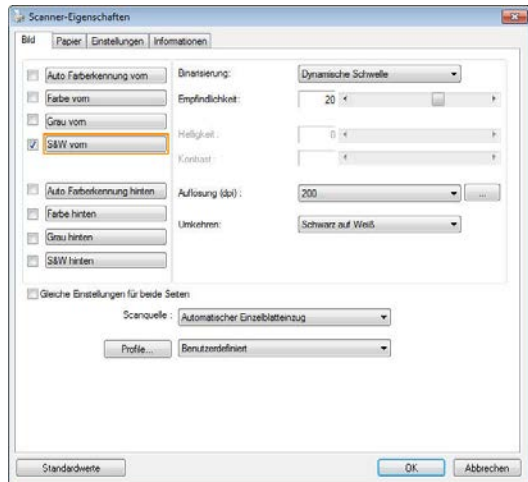 Scanner-Eigenschaften
Bild Papier Einstellungen Informationen
Auto Farberkennung vorn
Farbe vorn
Grau vorn
S&W vorn
Auto Farberkennung hinten
Farbe hinten
Grau hinten
S&W hinten
Binarisierung: Dynamische Schwelle
Empfindlichkeit: 20
Helligkeit : 0
Kontrast :
Auflösung (dpi) : 200 ...
Umkehren: Schwarz auf Weiß
Gleiche Einstellungen für beide Seiten
Scanquelle : Automatischer Einzelblatteinzug
Profile... Benutzerdefiniert
Standardwerte OK Abbrechen